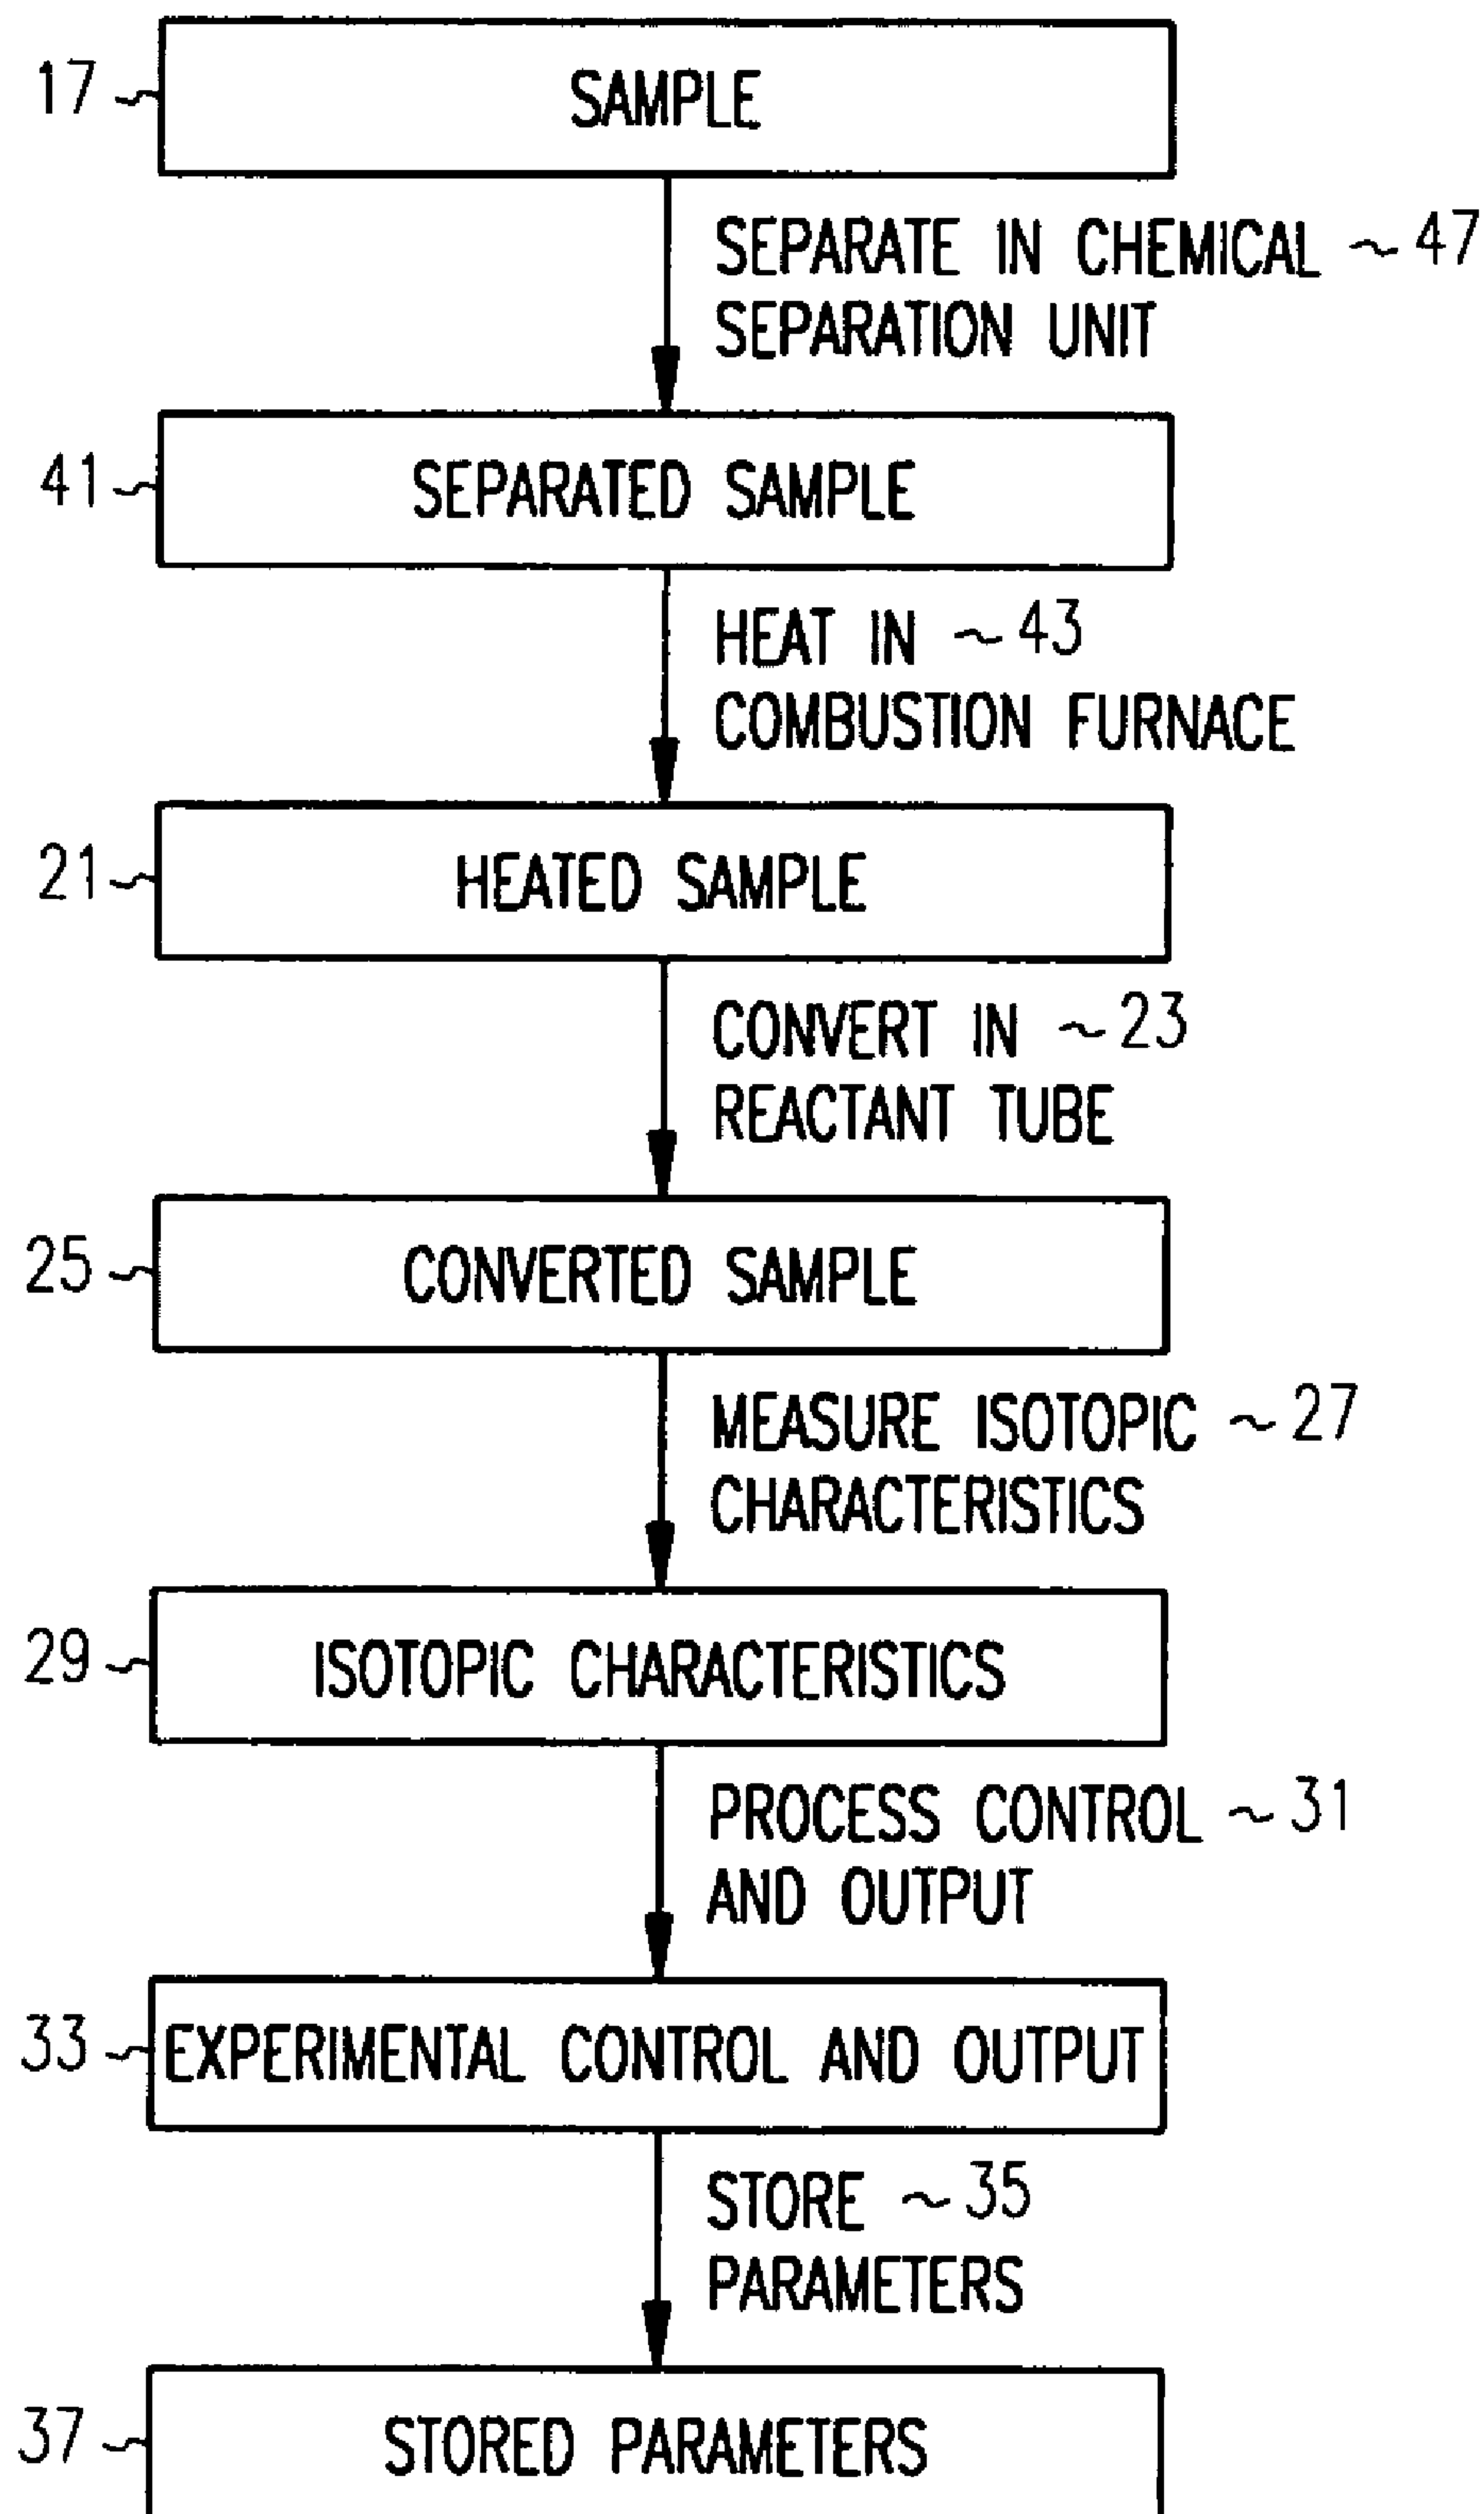 17 SAMPLE
SEPARATE IN CHEMICAL ~47
SEPARATION UNIT
41 SEPARATED SAMPLE
HEAT IN ~43
COMBUSTION FURNACE
21 HEATED SAMPLE
CONVERT IN ~23
REACTANT TUBE
25 CONVERTED SAMPLE
MEASURE ISOTOPIC ~27
CHARACTERISTICS
29 ISOTOPIC CHARACTERISTICS
PROCESS CONTROL ~31
AND OUTPUT
33 EXPERIMENTAL CONTROL AND OUTPUT
STORE ~35
PARAMETERS
37 STORED PARAMETERS